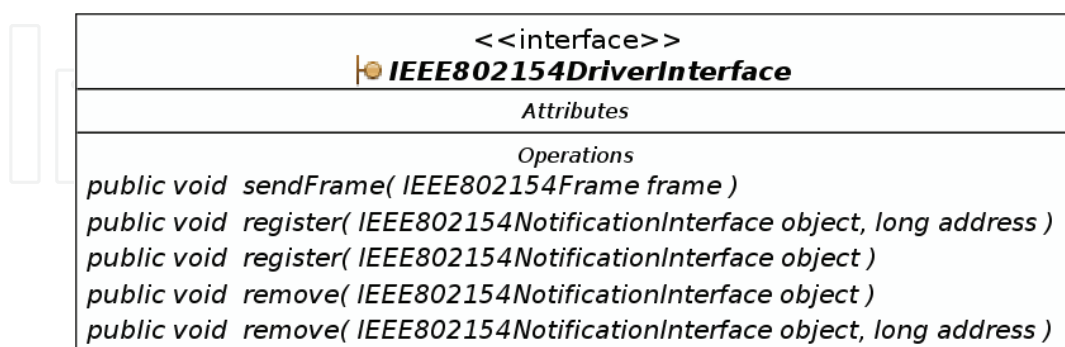 <<interface>>
IEEE802154DriverInterface
Attributes
Operations
public void sendFrame( IEEE802154Frame frame )
public void register( IEEE802154NotificationInterface object, long address )
public void register( IEEE802154NotificationInterface object )
public void remove( IEEE802154NotificationInterface object )
public void remove( IEEE802154NotificationInterface object, long address )